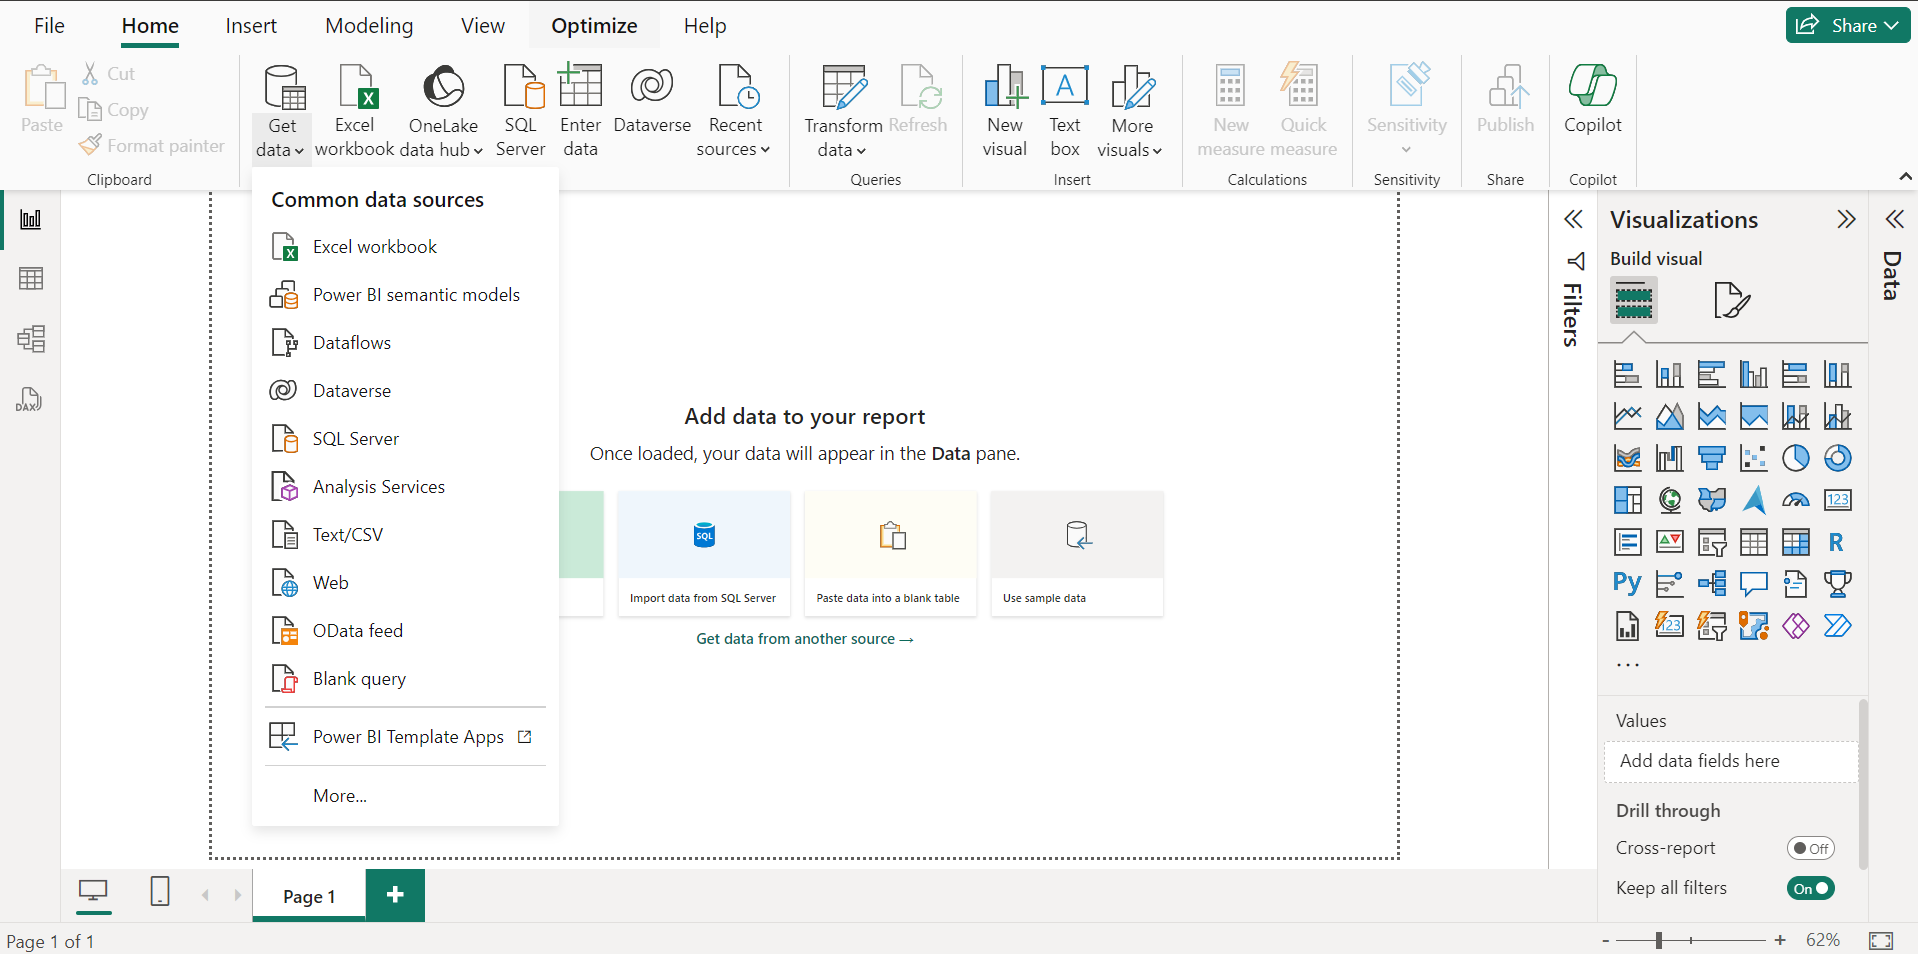 File Home Insert Modeling View Optimize Help Share
Paste
Cut
Copy
Format painter
Clipboard
Get data
Excel workbook
OneLake data hub
SQL Server
Enter data
Dataverse
Recent sources
Transform data
Refresh
Queries
New visual
Text box
More visuals
Insert
New measure
Quick measure
Calculations
Sensitivity
Sensitivity
Publish
Share
Copilot
Copilot
Common data sources
Excel workbook
Power BI semantic models
Dataflows
Dataverse
SQL Server
Analysis Services
Text/CSV
Web
OData feed
Blank query
Power BI Template Apps
More...
Add data to your report
Once loaded, your data will appear in the Data pane.
SQL
Import data from SQL Server
Paste data into a blank table
Use sample data
Get data from another source →
DAX
Filters
Visualizations
Build visual
123
R
Py
123
...
Values
Add data fields here
Drill through
Cross-report Off
Keep all filters On
Data
Page 1
+
Page 1 of 1
- + 62%